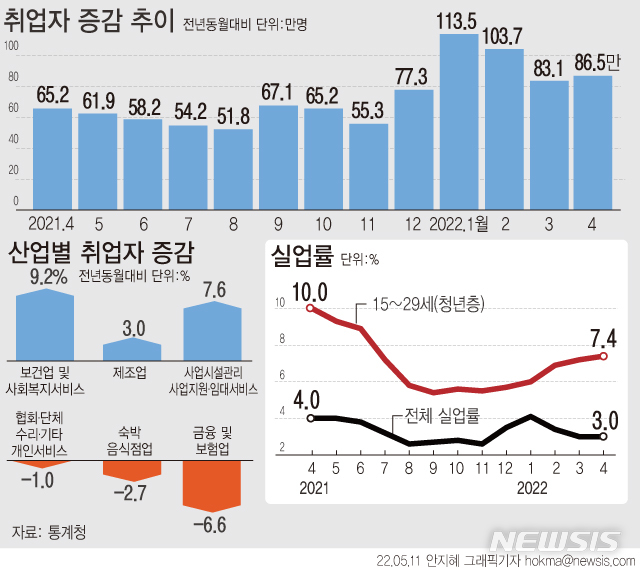 취업자 증감 추이 전년동월대비 단위:만명
100
80
60
40
20
0
65.2
61.9
58.2
54.2
51.8
67.1
65.2
55.3
77.3
113.5
103.7
83.1
86.5만
2021.4 5 6 7 8 9 10 11 12 2022.1월 2 3 4
산업별 취업자 증감
전년동월대비 단위:%
9.2%
3.0
7.6
보건업 및
사회복지서비스
제조업
사업시설관리
사업지원·임대서비스
협회·단체
수리·기타
개인서비스
숙박
음식점업
금융 및
보험업
-1.0
-2.7
-6.6
자료: 통계청
실업률 단위:%
10
8
6
4
2
10.0
15~29세(청년층)
7.4
4.0
전체 실업률
3.0
4 5 6 7 8 9 10 11 12 1 2 3 4
2021 2022
NEWSIS
22.05.11 안지혜 그래픽기자 hokma@newsis.com